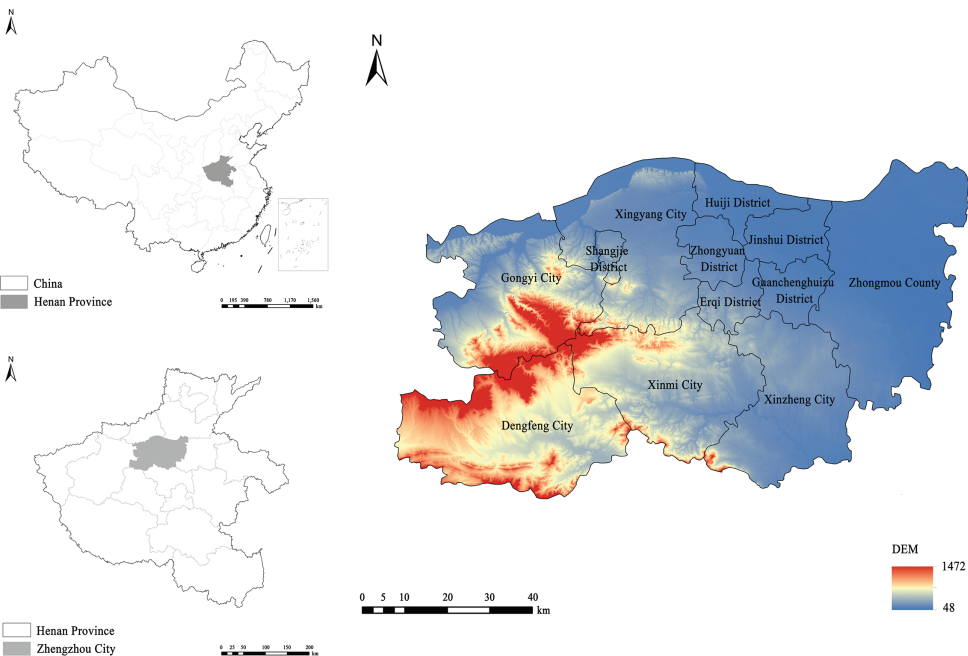 N
China
Henan Province
0 195 390 780 1,170 1,560
km
N
Henan Province
Zhengzhou City
0 25 50 100 150 200
km
N
Huiji District
Xingyang City
Jinshui District
Shangjie
District
Zhongyuan
District
Gongyi City
Guanchenghuizu
District
Zhongmou County
Erqi District
Xinmi City
Xinzheng City
Dengfeng City
DEM
1472
48
0 5 10 20 30 40
km